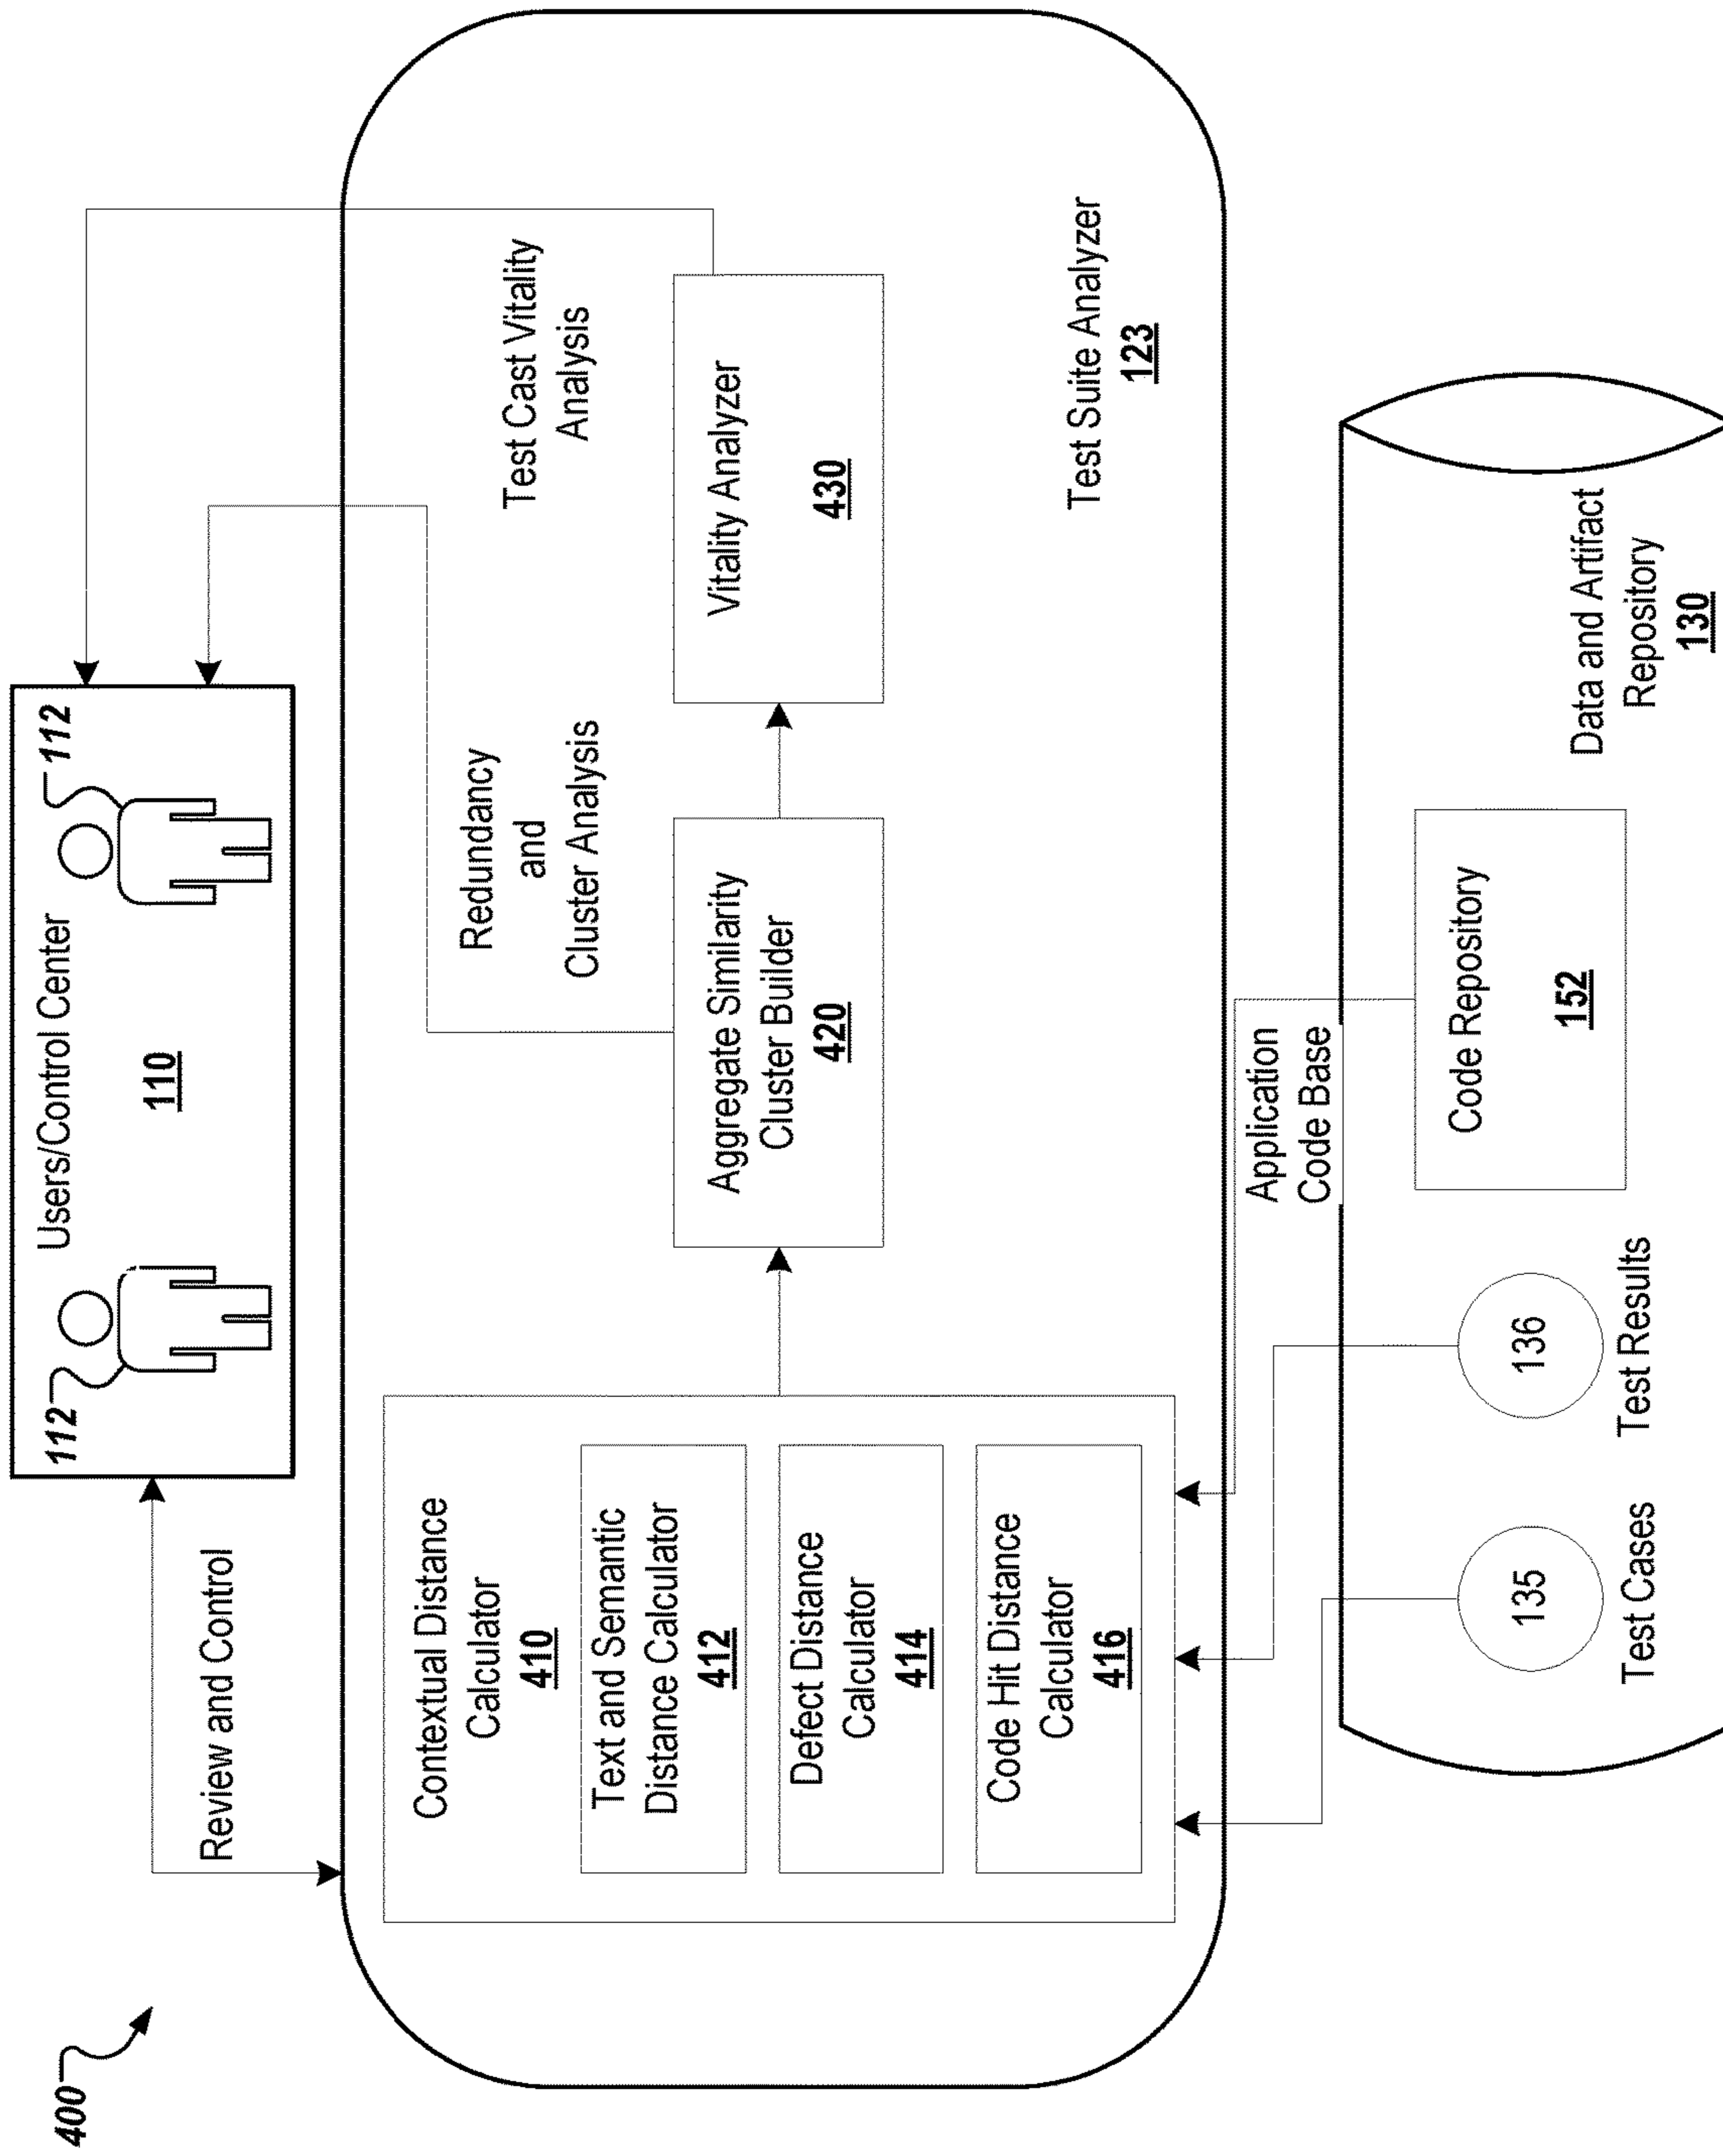 400
Users/Control Center
112
112
110
Review and Control
Contextual Distance
Calculator
410
Text and Semantic
Distance Calculator
412
Defect Distance
Calculator
414
Code Hit Distance
Calculator
416
Redundancy
and
Cluster Analysis
Aggregate Similarity
Cluster Builder
420
Test Cast Vitality
Analysis
Vitality Analyzer
430
Test Suite Analyzer
123
Application
Code Base
135
Test Cases
136
Test Results
Code Repository
152
Data and Artifact
Repository
130